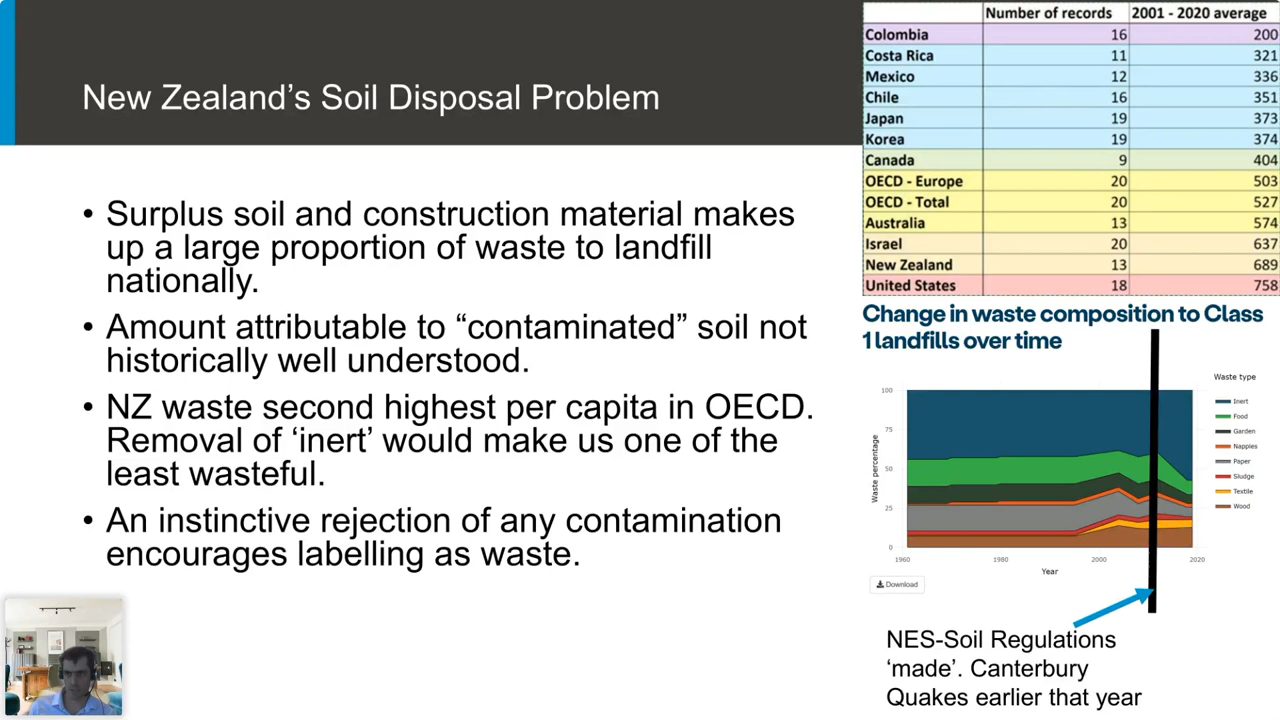 New Zealand’s Soil Disposal Problem
• Surplus soil and construction material makes
up a large proportion of waste to landfill
nationally.
• Amount attributable to “contaminated” soil not
historically well understood.
• NZ waste second highest per capita in OECD.
Removal of ‘inert’ would make us one of the
least wasteful.
• An instinctive rejection of any contamination
encourages labelling as waste.
Number of records 2001 - 2020 average
Colombia 16 200
Costa Rica 11 321
Mexico 12 336
Chile 16 351
Japan 19 373
Korea 19 374
Canada 9 404
OECD - Europe 20 503
OECD - Total 20 527
Australia 13 574
Israel 20 637
New Zealand 13 689
United States 18 758
Change in waste composition to Class
1 landfills over time
Waste type
Inert
Food
Garden
Nappies
Paper
Sludge
Textile
Wood
Waste percentage
100
75
50
25
0
1960 1980 2000 2020
Year
Download
NES-Soil Regulations
‘made’. Canterbury
Quakes earlier that year